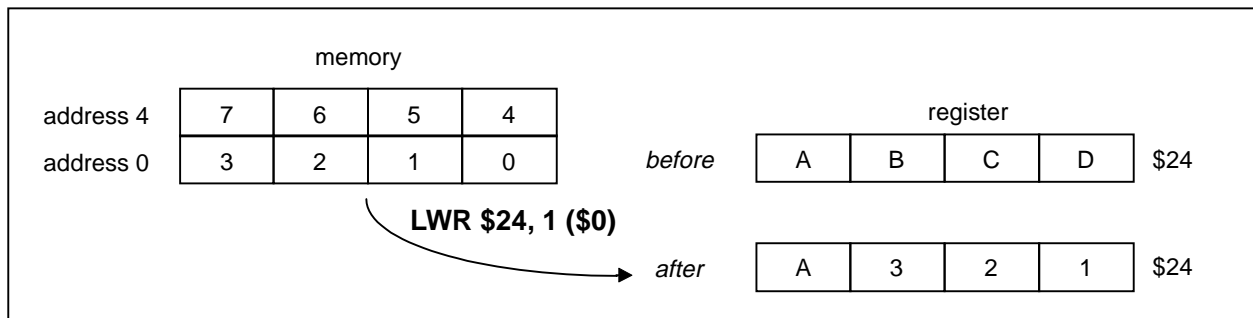 memory
address 4 7 6 5 4
address 0 3 2 1 0
register
before A B C D $24
LWR $24, 1 ($0)
after A 3 2 1 $24